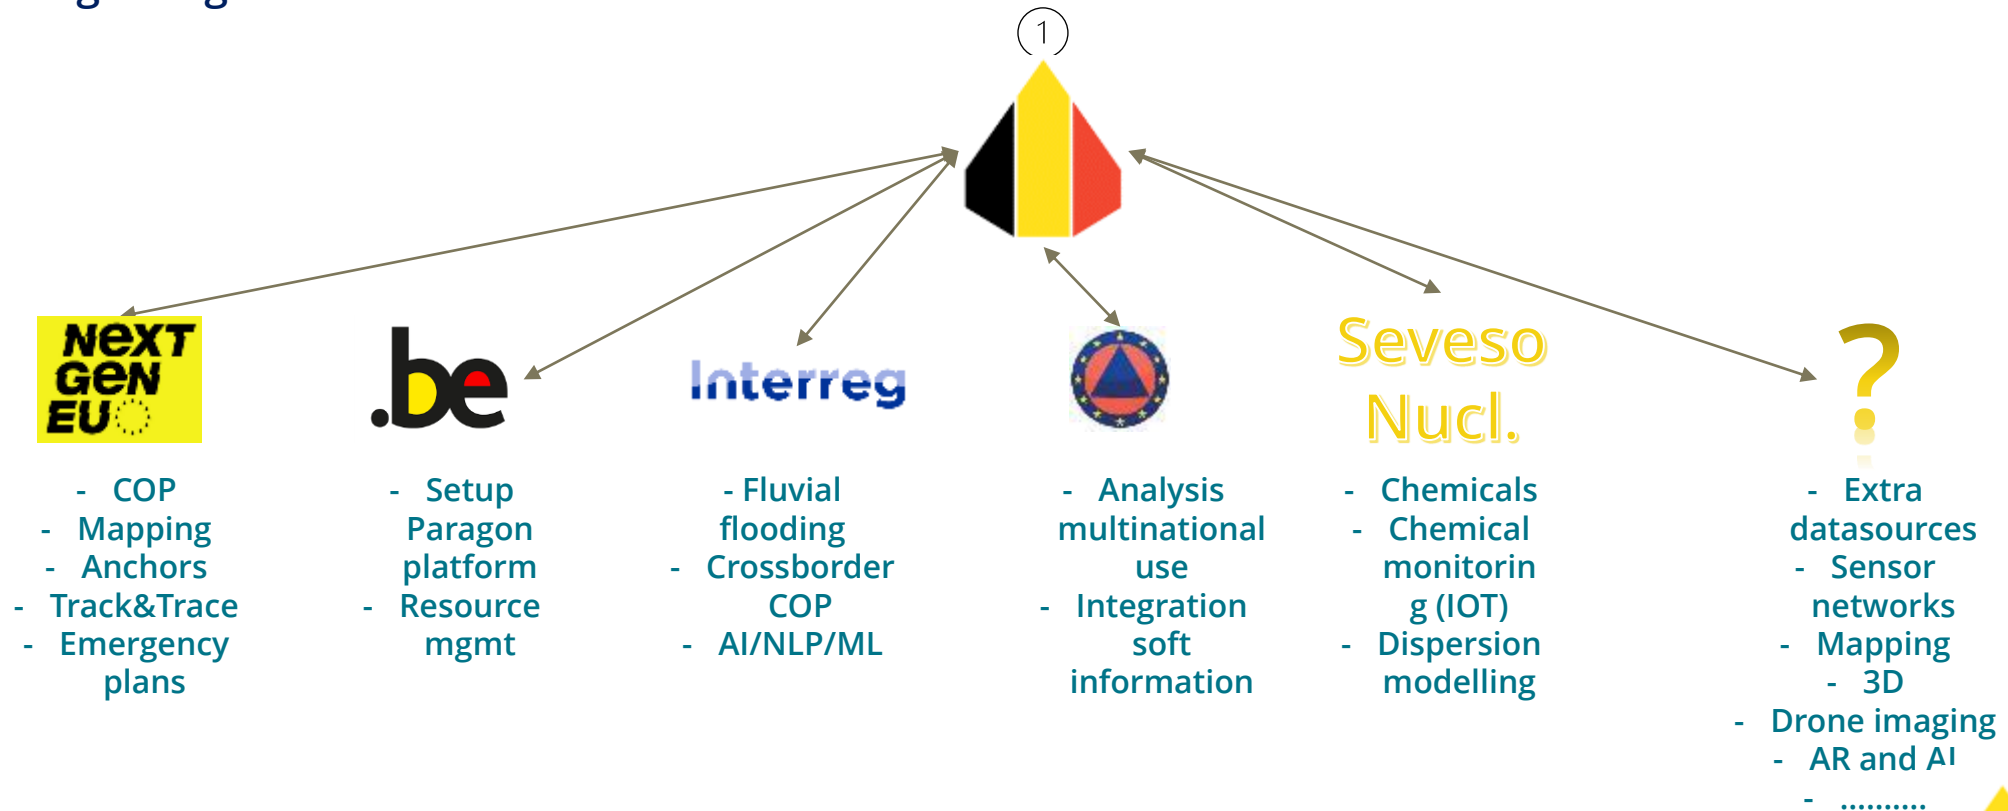 1
NEXT
GEN
EU
.be
Interreg
Seveso
Nucl.
?
- COP
- Mapping
- Anchors
- Track&Trace
- Emergency
plans
- Setup
Paragon
platform
- Resource
mgmt
- Fluvial
flooding
- Crossborder
COP
- AI/NLP/ML
- Analysis
multinational
use
- Integration
soft
information
- Chemicals
- Chemical
monitorin
g (IOT)
- Dispersion
modelling
- Extra
datasources
- Sensor
networks
- Mapping
- 3D
- Drone imaging
- AR and AI
- ..........